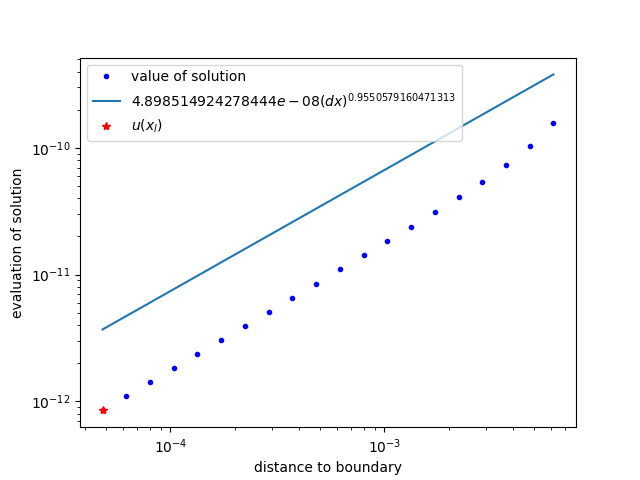 value of solution
4.898514924278444e − 08(dx)^0.9550579160471313
u(x_l)
10^−10
10^−11
10^−12
evaluation of solution
10^−4
10^−3
distance to boundary